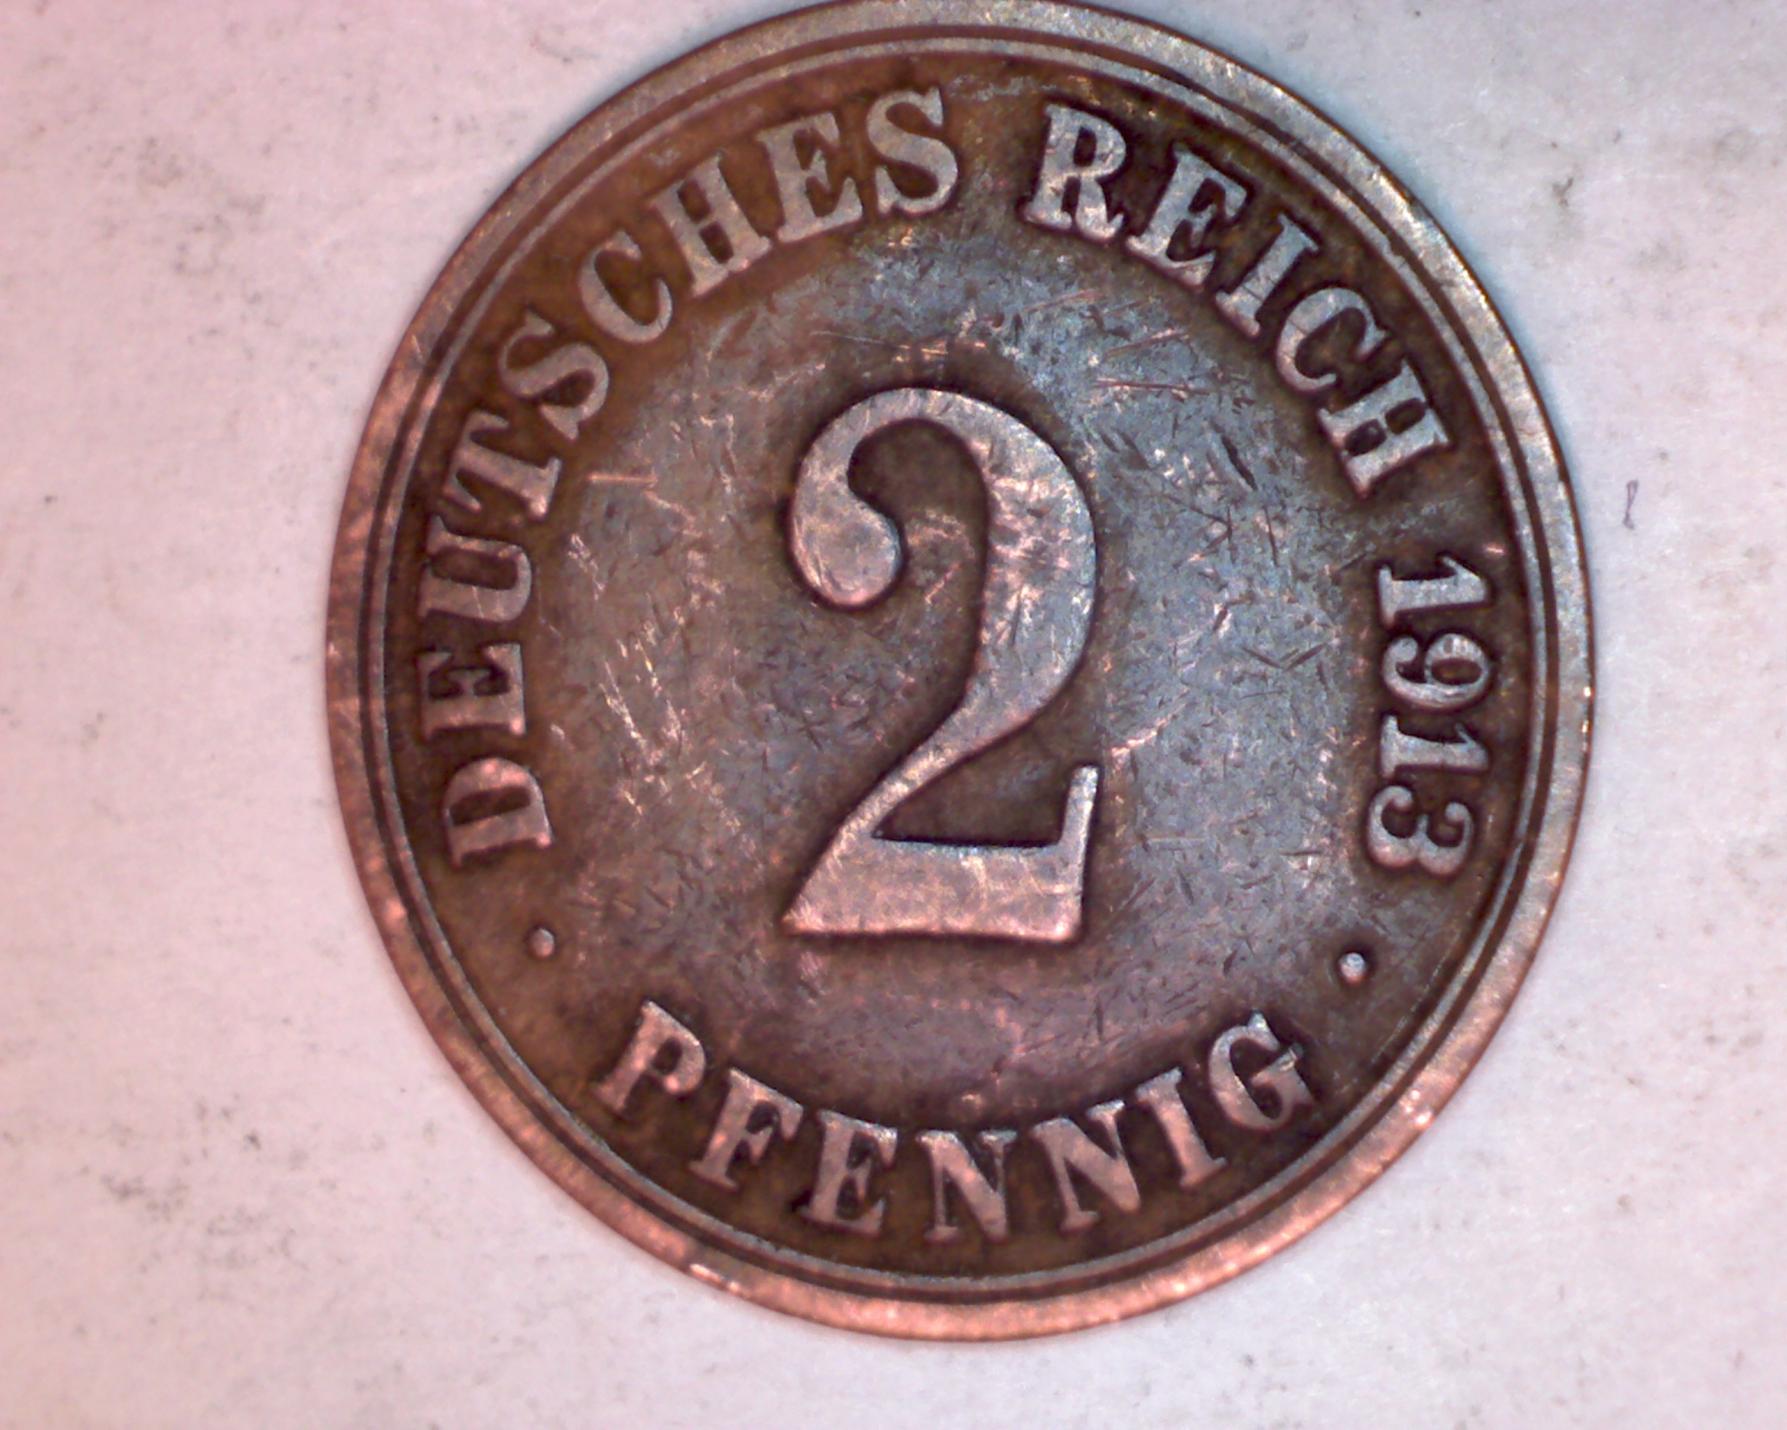 DEUTSCHES REICH 1913
2
· PFENNIG ·